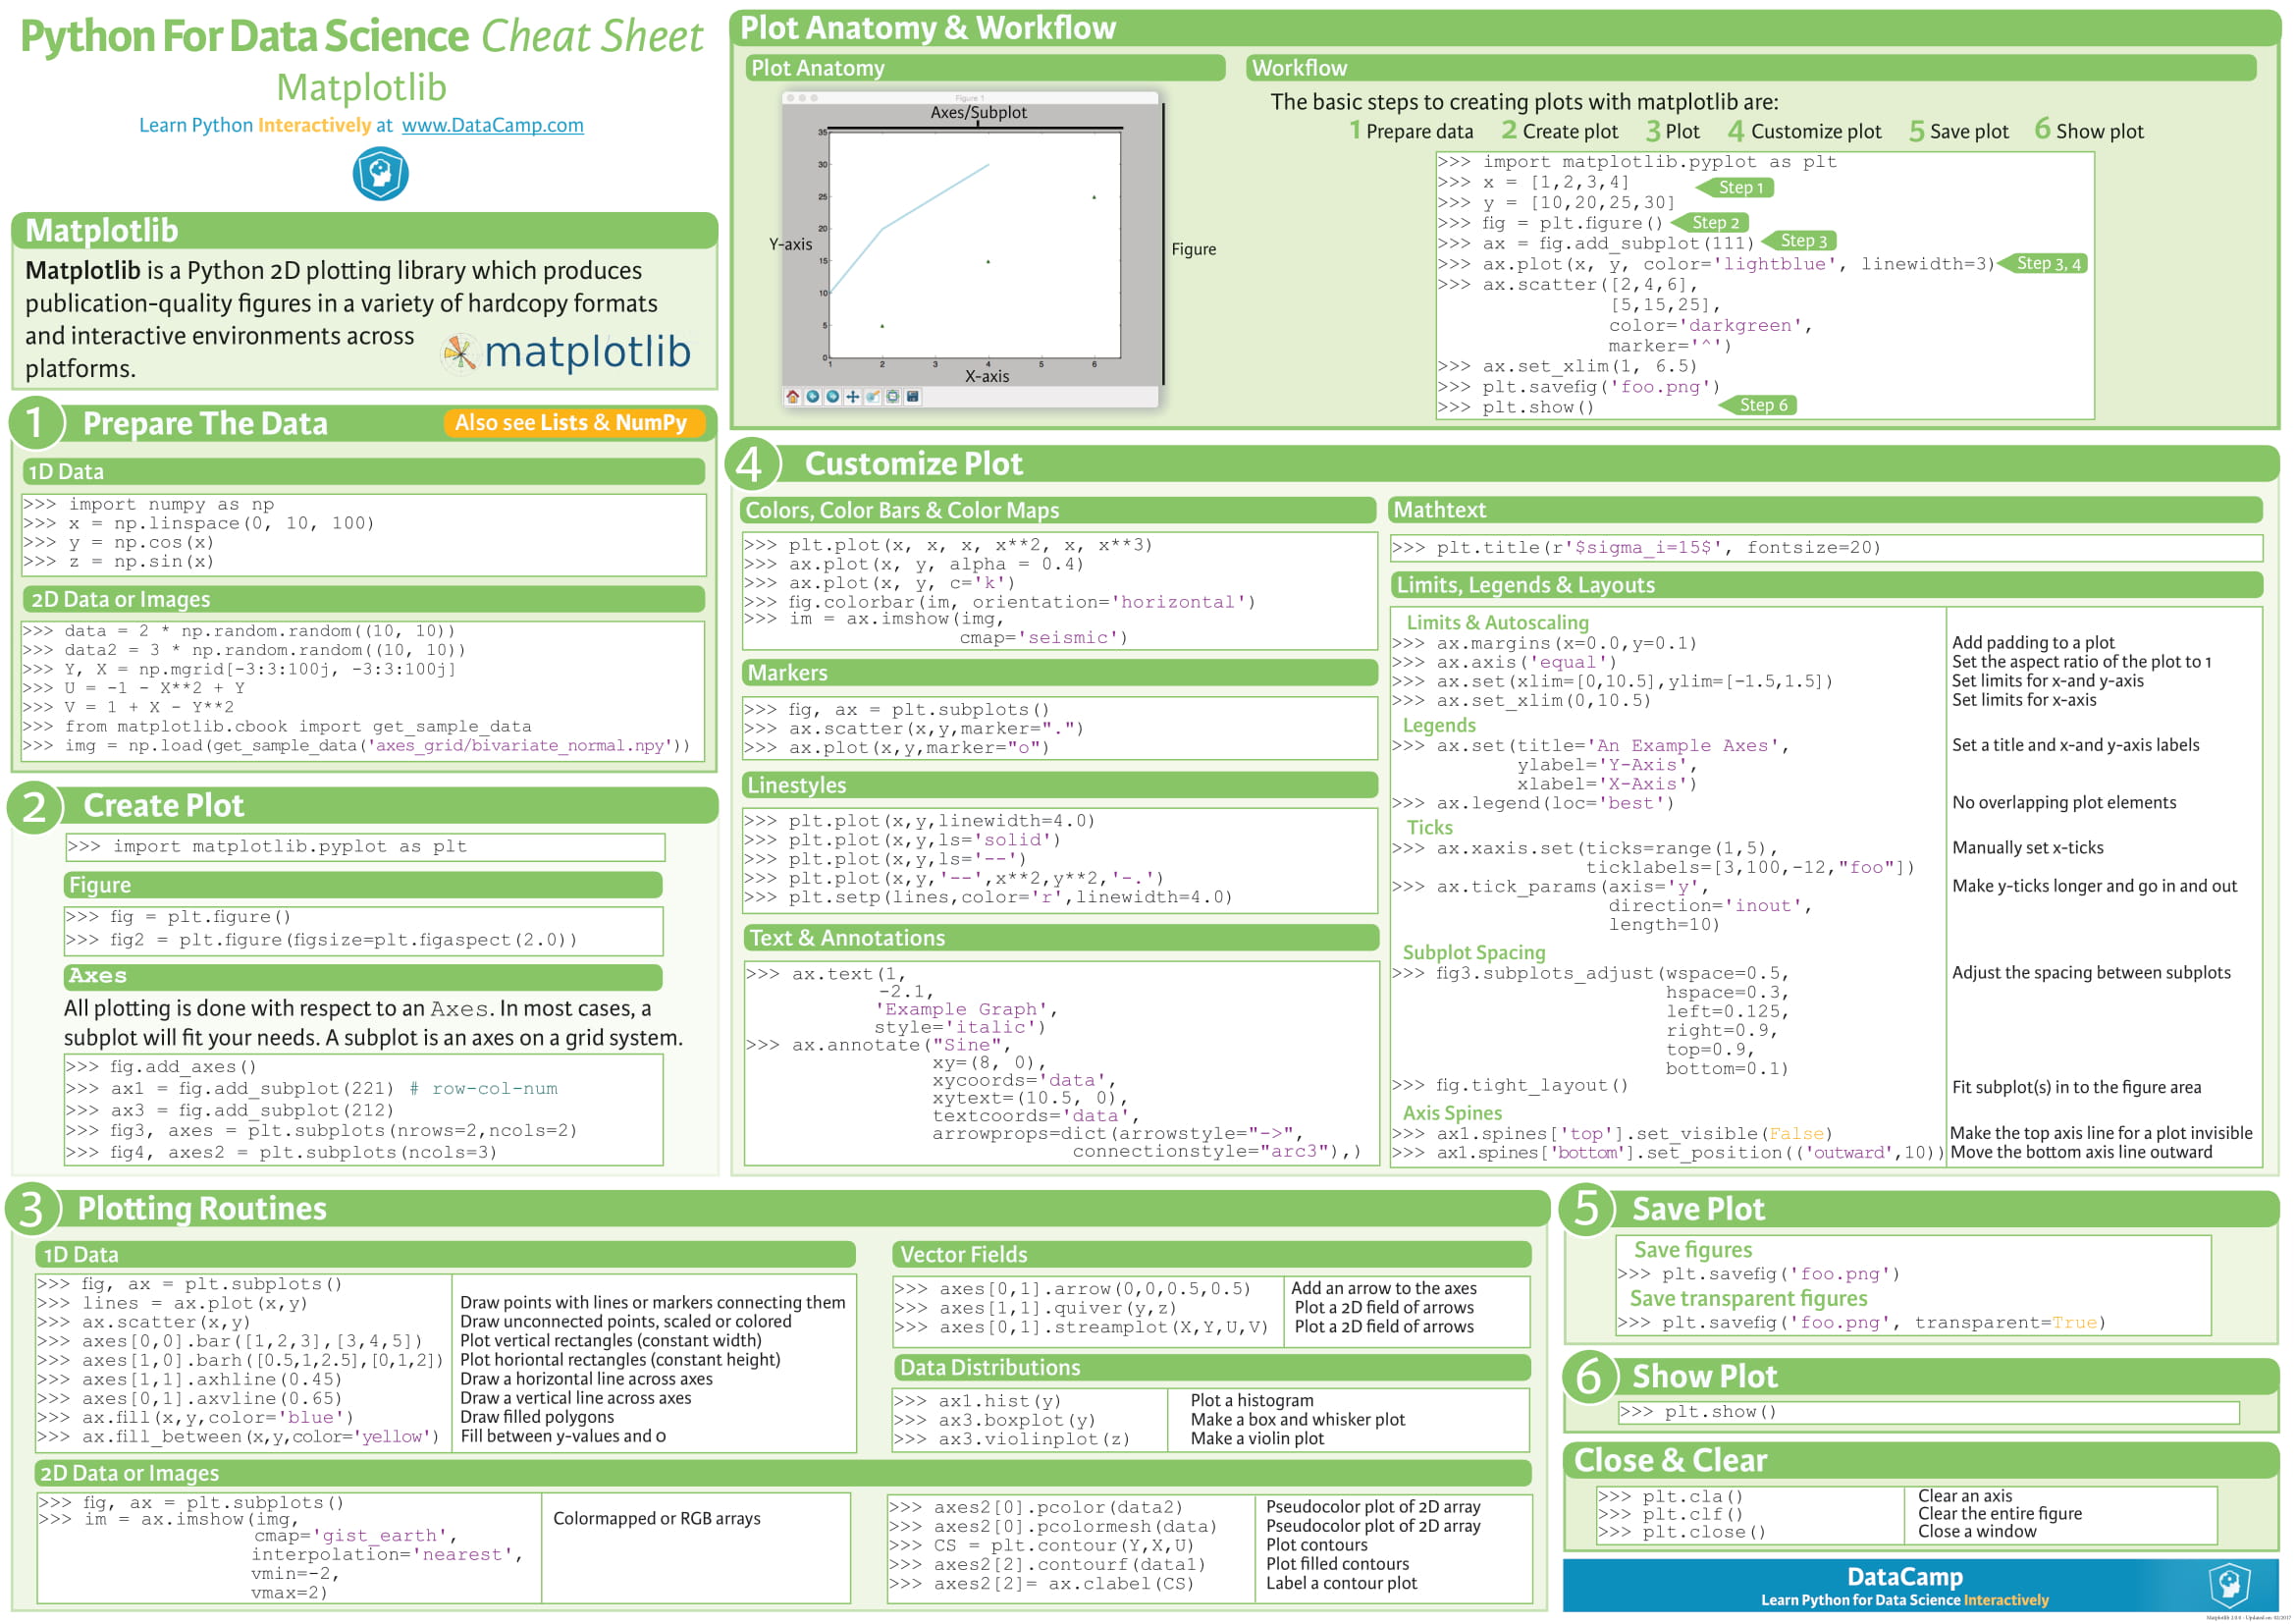 Python For Data Science Cheat Sheet
Matplotlib
Learn Python Interactively at www.DataCamp.com
Matplotlib
Matplotlib is a Python 2D plotting library which produces
publication-quality figures in a variety of hardcopy formats
and interactive environments across
platforms.
matplotlib
1 Prepare The Data
Also see Lists & NumPy
1D Data
>>> import numpy as np
>>> x = np.linspace(0, 10, 100)
>>> y = np.cos(x)
>>> z = np.sin(x)
2D Data or Images
>>> data = 2 * np.random.random((10, 10))
>>> data2 = 3 * np.random.random((10, 10))
>>> Y, X = np.mgrid[-3:3:100j, -3:3:100j]
>>> U = -1 - X**2 + Y
>>> V = 1 + X - Y**2
>>> from matplotlib.cbook import get_sample_data
>>> img = np.load(get_sample_data('axes_grid/bivariate_normal.npy'))
2 Create Plot
>>> import matplotlib.pyplot as plt
Figure
>>> fig = plt.figure()
>>> fig2 = plt.figure(figsize=plt.figaspect(2.0))
Axes
All plotting is done with respect to an Axes. In most cases, a
subplot will fit your needs. A subplot is an axes on a grid system.
>>> fig.add_axes()
>>> ax1 = fig.add_subplot(221) # row-col-num
>>> ax3 = fig.add_subplot(212)
>>> fig3, axes = plt.subplots(nrows=2,ncols=2)
>>> fig4, axes2 = plt.subplots(ncols=3)
Plot Anatomy & Workflow
Plot Anatomy
Figure 1
Axes/Subplot
35
30
25
20
15
10
5
0
1 2 3 4 5 6
Y-axis
X-axis
Figure
Workflow
The basic steps to creating plots with matplotlib are:
1 Prepare data 2 Create plot 3 Plot 4 Customize plot 5 Save plot 6 Show plot
>>> import matplotlib.pyplot as plt
>>> x = [1,2,3,4]
Step 1
>>> y = [10,20,25,30]
>>> fig = plt.figure() Step 2
>>> ax = fig.add_subplot(111) Step 3
>>> ax.plot(x, y, color='lightblue', linewidth=3) Step 3, 4
>>> ax.scatter([2,4,6],
[5,15,25],
color='darkgreen',
marker='^')
>>> ax.set_xlim(1, 6.5)
>>> plt.savefig('foo.png')
>>> plt.show() Step 6
4 Customize Plot
Colors, Color Bars & Color Maps
>>> plt.plot(x, x, x, x**2, x, x**3)
>>> ax.plot(x, y, alpha = 0.4)
>>> ax.plot(x, y, c='k')
>>> fig.colorbar(im, orientation='horizontal')
>>> im = ax.imshow(img,
cmap='seismic')
Markers
>>> fig, ax = plt.subplots()
>>> ax.scatter(x,y,marker=".")
>>> ax.plot(x,y,marker="o")
Linestyles
>>> plt.plot(x,y,linewidth=4.0)
>>> plt.plot(x,y,ls='solid')
>>> plt.plot(x,y,ls='--')
>>> plt.plot(x,y,'--',x**2,y**2,'-.')
>>> plt.setp(lines,color='r',linewidth=4.0)
Text & Annotations
>>> ax.text(1,
-2.1,
'Example Graph',
style='italic')
>>> ax.annotate("Sine",
xy=(8, 0),
xycoords='data',
xytext=(10.5, 0),
textcoords='data',
arrowprops=dict(arrowstyle="->",
connectionstyle="arc3"),)
Mathtext
>>> plt.title(r'$sigma_i=15$', fontsize=20)
Limits, Legends & Layouts
Limits & Autoscaling
>>> ax.margins(x=0.0,y=0.1) Add padding to a plot
>>> ax.axis('equal') Set the aspect ratio of the plot to 1
>>> ax.set(xlim=[0,10.5],ylim=[-1.5,1.5]) Set limits for x-and y-axis
>>> ax.set_xlim(0,10.5) Set limits for x-axis
Legends
>>> ax.set(title='An Example Axes', Set a title and x-and y-axis labels
ylabel='Y-Axis',
xlabel='X-Axis')
>>> ax.legend(loc='best') No overlapping plot elements
Ticks
>>> ax.xaxis.set(ticks=range(1,5), Manually set x-ticks
ticklabels=[3,100,-12,"foo"])
>>> ax.tick_params(axis='y', Make y-ticks longer and go in and out
direction='inout',
length=10)
Subplot Spacing
>>> fig3.subplots_adjust(wspace=0.5, Adjust the spacing between subplots
hspace=0.3,
left=0.125,
right=0.9,
top=0.9,
bottom=0.1)
>>> fig.tight_layout() Fit subplot(s) in to the figure area
Axis Spines
>>> ax1.spines['top'].set_visible(False) Make the top axis line for a plot invisible
>>> ax1.spines['bottom'].set_position(('outward',10)) Move the bottom axis line outward
3 Plotting Routines
1D Data
>>> fig, ax = plt.subplots()
>>> lines = ax.plot(x,y) Draw points with lines or markers connecting them
>>> ax.scatter(x,y) Draw unconnected points, scaled or colored
>>> axes[0,0].bar([1,2,3],[3,4,5]) Plot vertical rectangles (constant width)
>>> axes[1,0].barh([0.5,1,2.5],[0,1,2]) Plot horiontal rectangles (constant height)
>>> axes[1,1].axhline(0.45) Draw a horizontal line across axes
>>> axes[0,1].axvline(0.65) Draw a vertical line across axes
>>> ax.fill(x,y,color='blue') Draw filled polygons
>>> ax.fill_between(x,y,color='yellow') Fill between y-values and 0
Vector Fields
>>> axes[0,1].arrow(0,0,0.5,0.5) Add an arrow to the axes
>>> axes[1,1].quiver(y,z) Plot a 2D field of arrows
>>> axes[0,1].streamplot(X,Y,U,V) Plot a 2D field of arrows
Data Distributions
>>> ax1.hist(y) Plot a histogram
>>> ax3.boxplot(y) Make a box and whisker plot
>>> ax3.violinplot(z) Make a violin plot
2D Data or Images
>>> fig, ax = plt.subplots()
>>> im = ax.imshow(img, Colormapped or RGB arrays
cmap='gist_earth',
interpolation='nearest',
vmin=-2,
vmax=2)
>>> axes2[0].pcolor(data2) Pseudocolor plot of 2D array
>>> axes2[0].pcolormesh(data) Pseudocolor plot of 2D array
>>> CS = plt.contour(Y,X,U) Plot contours
>>> axes2[2].contourf(data1) Plot filled contours
>>> axes2[2]= ax.clabel(CS) Label a contour plot
5 Save Plot
Save figures
>>> plt.savefig('foo.png')
Save transparent figures
>>> plt.savefig('foo.png', transparent=True)
6 Show Plot
>>> plt.show()
Close & Clear
>>> plt.cla() Clear an axis
>>> plt.clf() Clear the entire figure
>>> plt.close() Close a window
DataCamp
Learn Python for Data Science Interactively